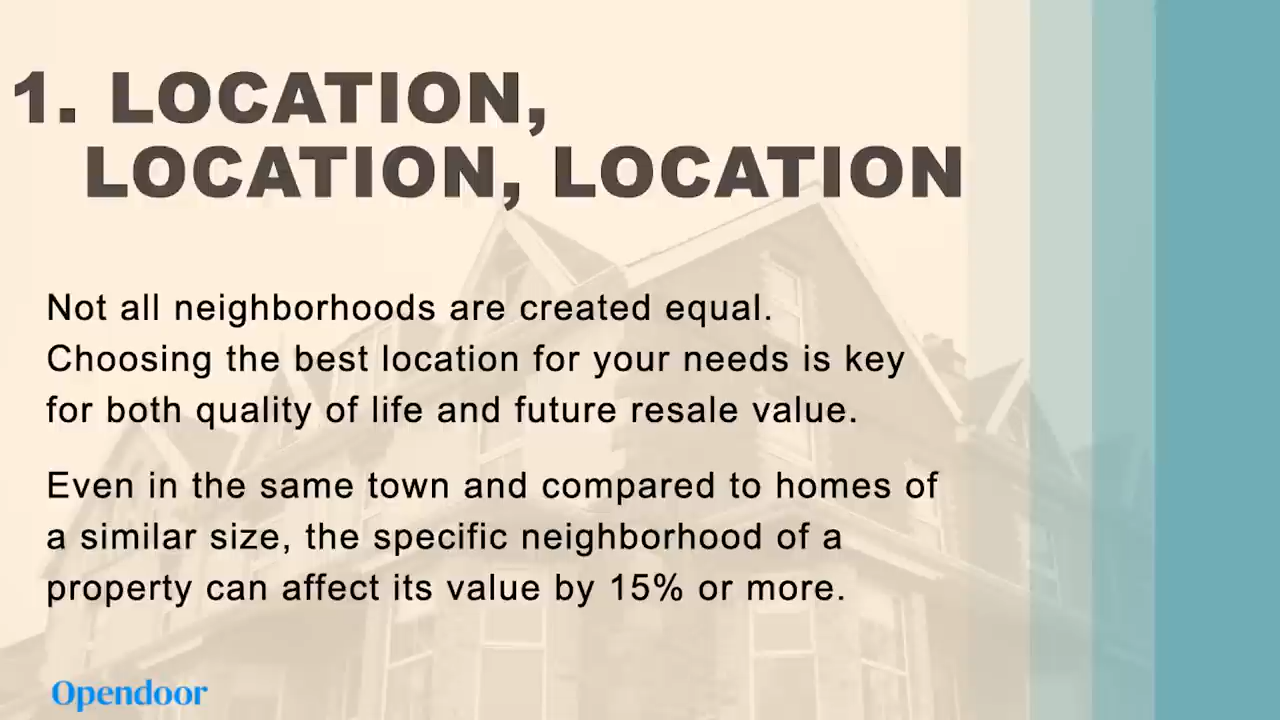 1. LOCATION,
LOCATION, LOCATION
Not all neighborhoods are created equal.
Choosing the best location for your needs is key
for both quality of life and future resale value.
Even in the same town and compared to homes of
a similar size, the specific neighborhood of a
property can affect its value by 15% or more.
Opendoor